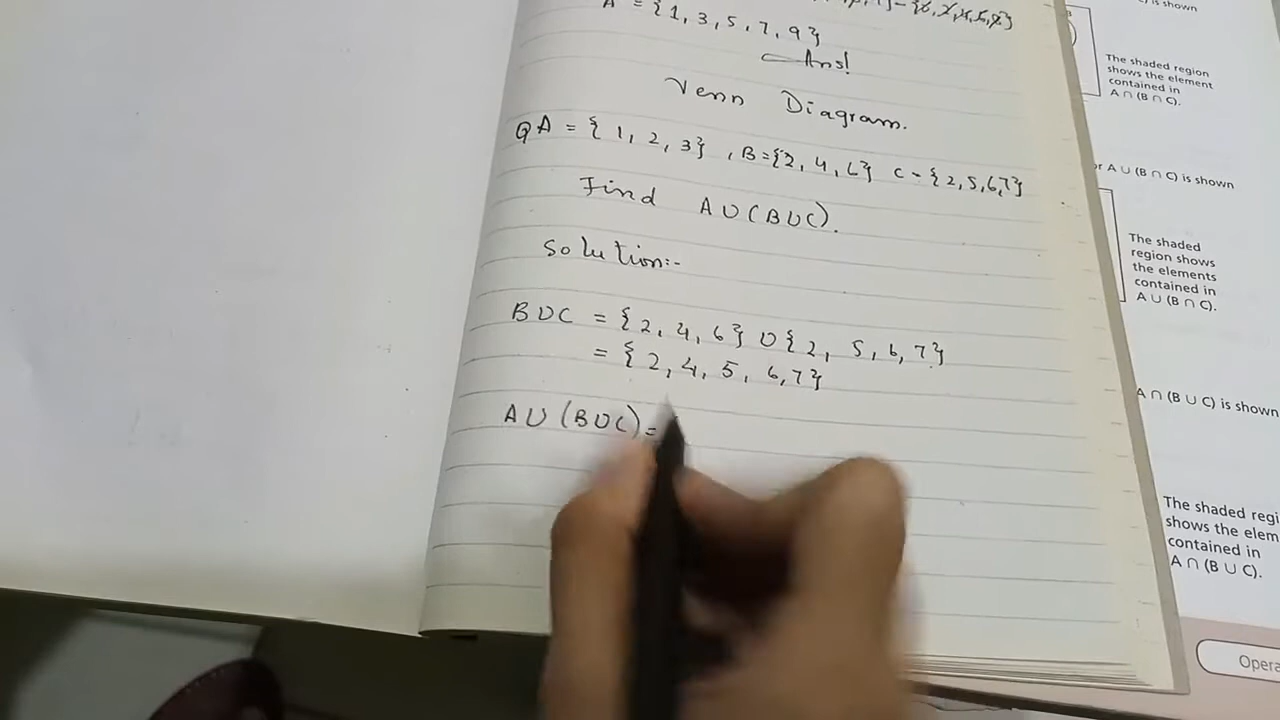 A = {1, 3, 5, 7, 9}
Ans!
Venn Diagram.
Q A = { 1, 2, 3} , B={2, 4, 6} C = {2,5,6,7}
Find A∪(B∪C).
Solution:-
B∪C = {2, 4, 6} ∪ {2, 5, 6, 7}
= {2, 4, 5, 6,7}
A∪(B∪C)=
is shown
The shaded region
shows the element
contained in
A ∩ (B ∩ C).
A ∪ (B ∩ C) is shown
The shaded
region shows
the elements
contained in
A ∪ (B ∩ C).
A ∩ (B ∪ C) is shown
The shaded regi
shows the elem
contained in
A ∩ (B ∪ C).
Opera